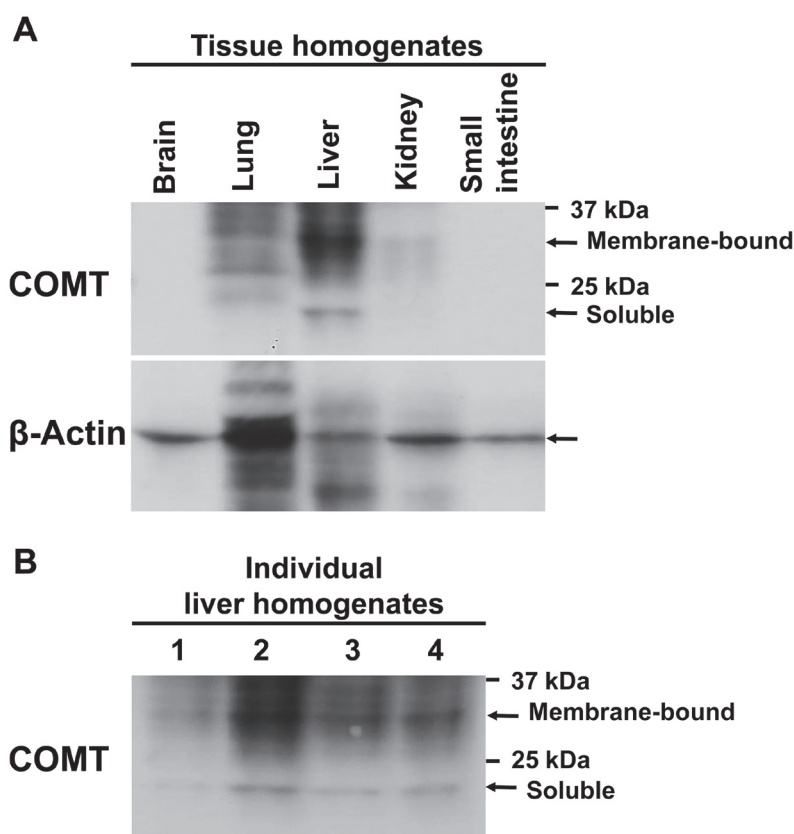 A
Tissue homogenates
Brain
Lung
Liver
Kidney
Small
intestine
37 kDa
Membrane-bound
COMT
25 kDa
Soluble
β-Actin
B
Individual
liver homogenates
1 2 3 4
37 kDa
Membrane-bound
COMT
25 kDa
Soluble